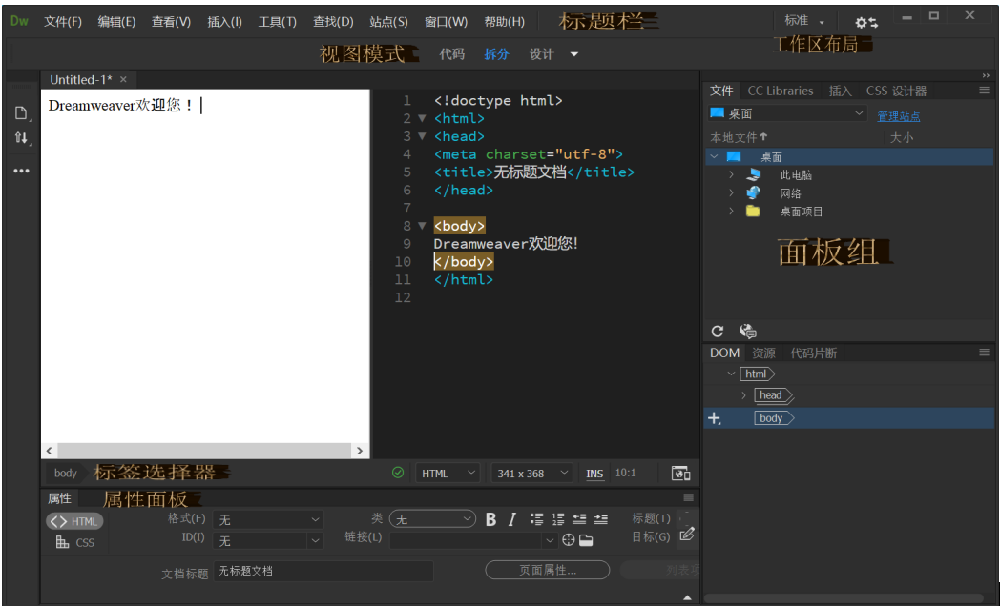 Dw 文件(F) 编辑(E) 查看(V) 插入(I) 工具(T) 查找(D) 站点(S) 窗口(W) 帮助(H) 标题栏 标准
工作区布局
视图模式 代码 拆分 设计
Untitled-1* ×
Dreamweaver欢迎您！
1 <!doctype html>
2 <html>
3 <head>
4 <meta charset="utf-8">
5 <title>无标题文档</title>
6 </head>
7
8 <body>
9 Dreamweaver欢迎您!
10 </body>
11 </html>
12
文件 CC Libraries 插入 CSS 设计器
桌面 管理站点
本地文件 大小
桌面
此电脑
网络
桌面项目
面板组
DOM 资源 代码片断
html
head
body
body 标签选择器 HTML 341 x 368 INS 10:1
属性 属性面板
<> HTML 格式(F) 无 类 无 B I 标题(T)
CSS ID(I) 无 链接(L) 目标(G)
文档标题 无标题文档 页面属性... 列表项